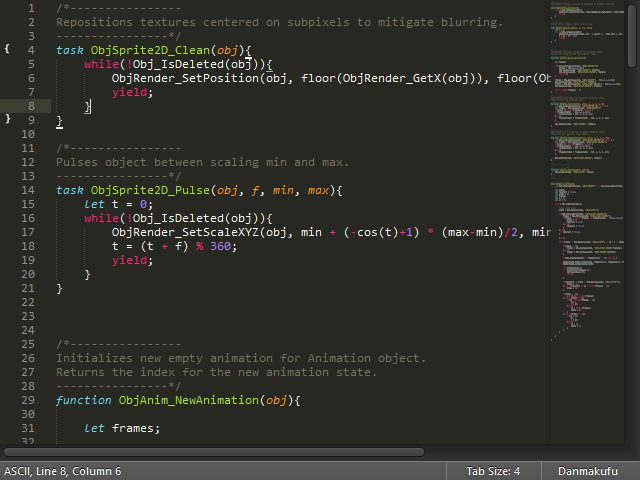 1 /*----------------
2 Repositions textures centered on subpixels to mitigate blurring.
3 ----------------*/
4 task ObjSprite2D_Clean(obj){
5 while(!Obj_IsDeleted(obj)){
6 ObjRender_SetPosition(obj, floor(ObjRender_GetX(obj)), floor(Ob
7 yield;
8 }
9 }
10
11 /*----------------
12 Pulses object between scaling min and max.
13 ----------------*/
14 task ObjSprite2D_Pulse(obj, f, min, max){
15 let t = 0;
16 while(!Obj_IsDeleted(obj)){
17 ObjRender_SetScaleXYZ(obj, min + (-cos(t)+1) * (max-min)/2, mir
18 t = (t + f) % 360;
19 yield;
20 }
21 }
22
23
24
25 /*----------------
26 Initializes new empty animation for Animation object.
27 Returns the index for the new animation state.
28 ----------------*/
29 function ObjAnim_NewAnimation(obj){
30
31 let frames;
32
ASCII, Line 8, Column 6 Tab Size: 4 Danmakufu